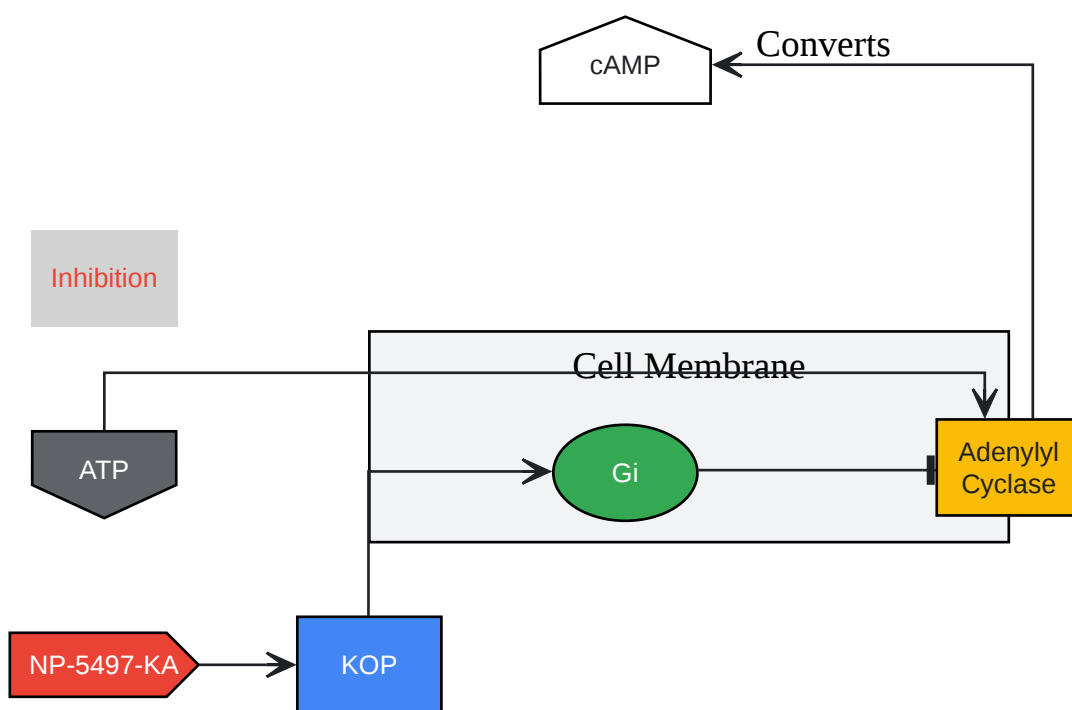 cAMP
Converts
Inhibition
Cell Membrane
ATP
Gi
Adenylyl
Cyclase
NP-5497-KA
KOP